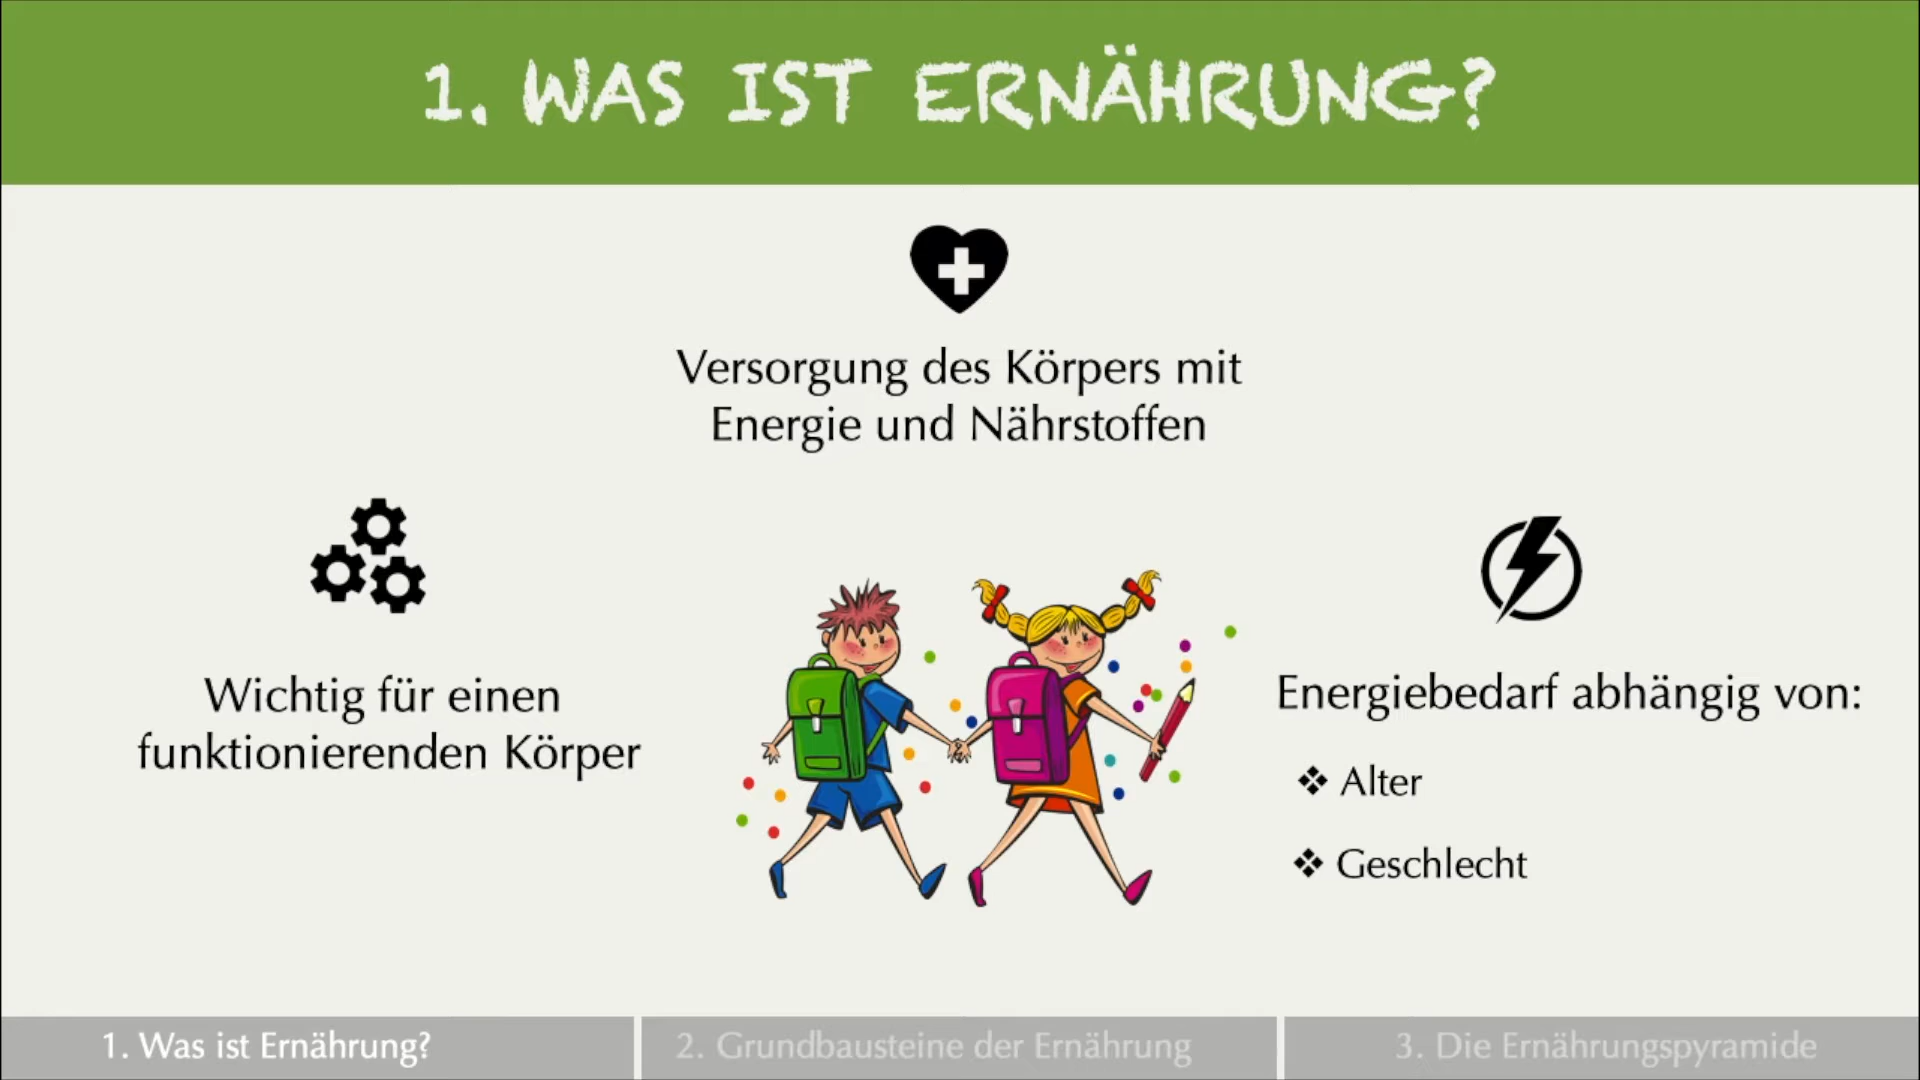 1. WAS IST ERNÄHRUNG?
Versorgung des Körpers mit
Energie und Nährstoffen
Wichtig für einen
funktionierenden Körper
Energiebedarf abhängig von:
❖ Alter
❖ Geschlecht
1. Was ist Ernährung?
2. Grundbausteine der Ernährung
3. Die Ernährungspyramide